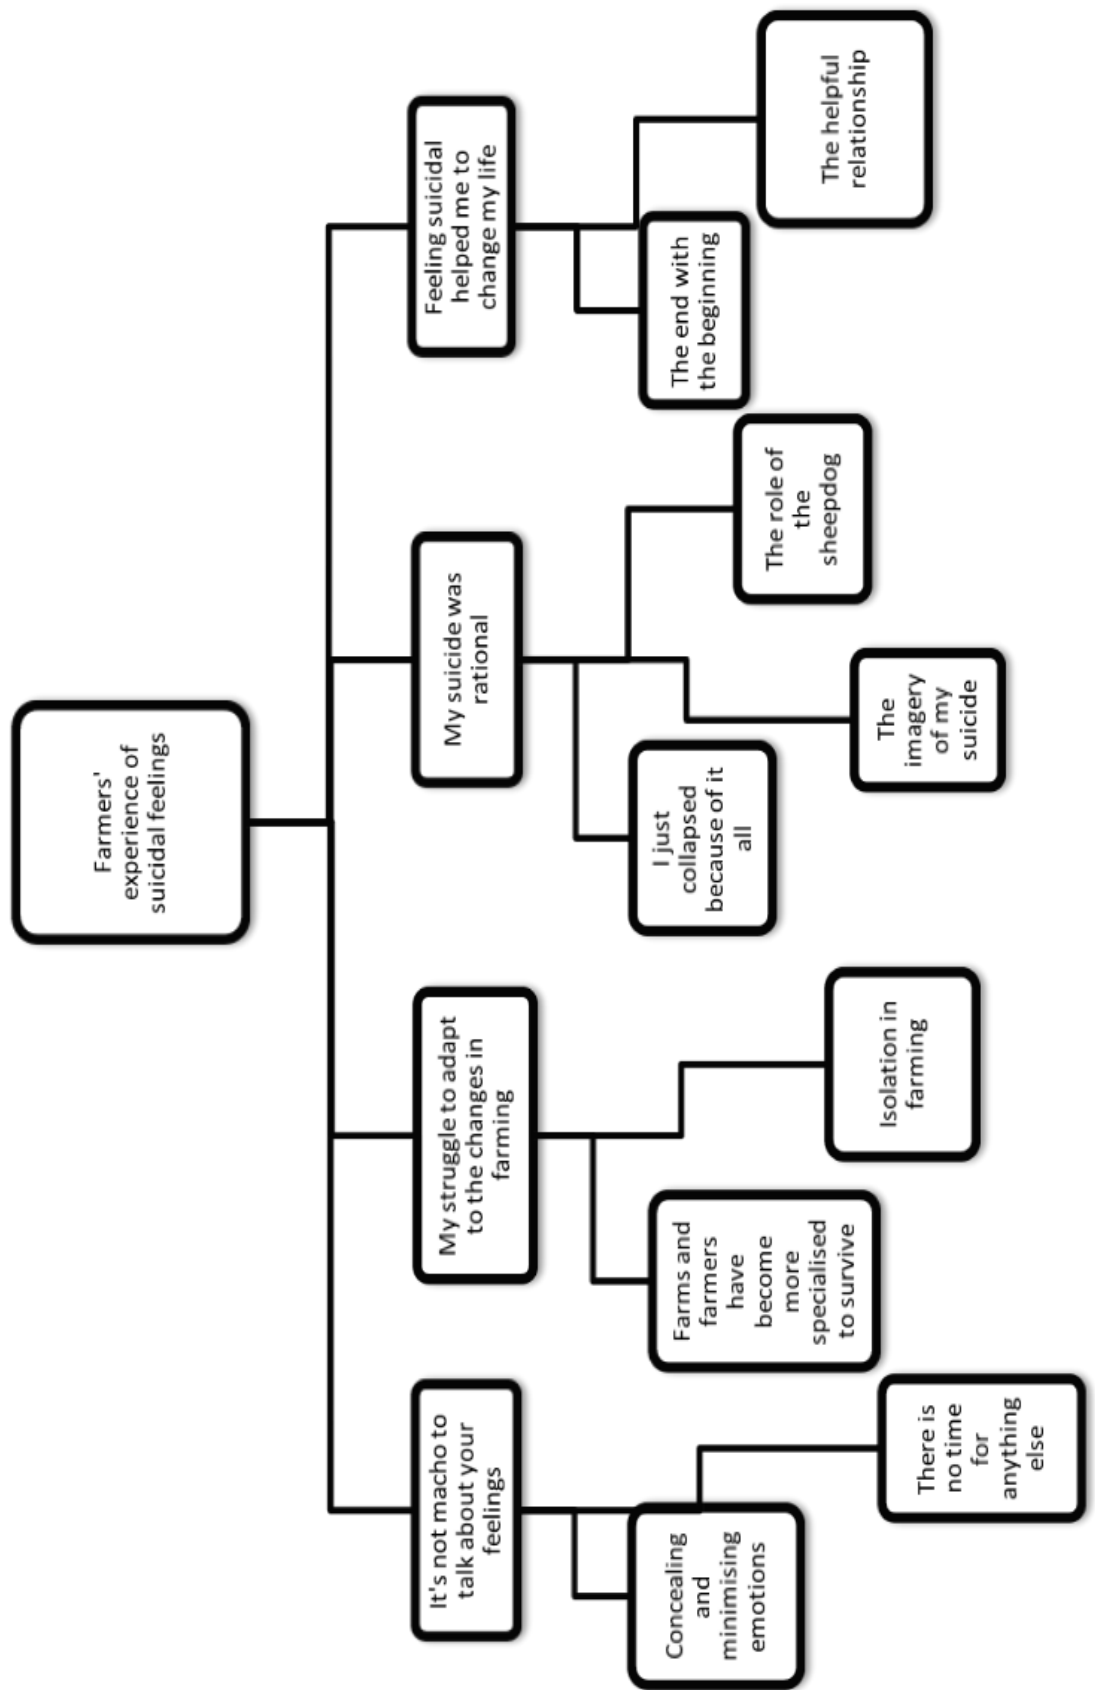 Farmers'
experience of
suicidal feelings
It's not macho to
talk about your
feelings
My struggle to adapt
to the changes in
farming
My suicide was
rational
Feeling suicidal
helped me to
change my life
Concealing
and
minimising
emotions
There is
no time
for
anything
else
Farms and
farmers
have
become
more
specialised
to survive
Isolation in
farming
I just
collapsed
because of it
all
The
imagery
of my
suicide
The role of
the
sheepdog
The end with
the beginning
The helpful
relationship